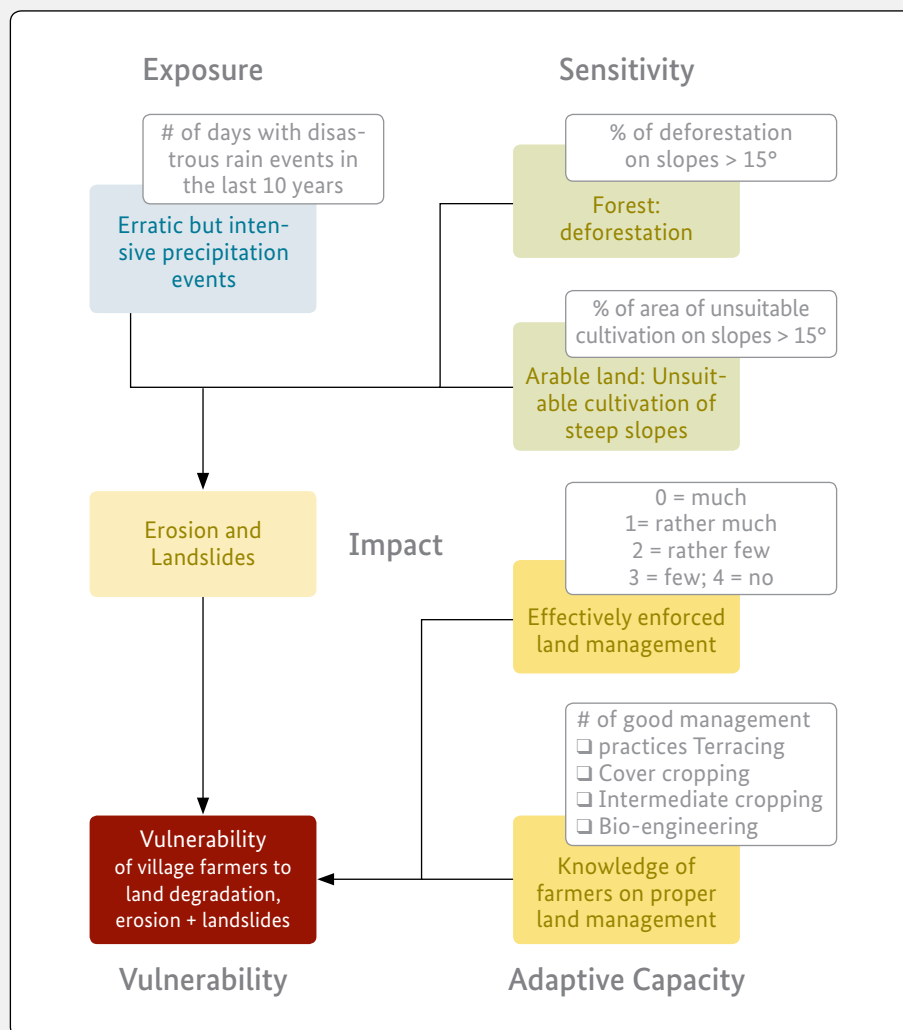 Exposure
Sensitivity
# of days with disas-
trous rain events in
the last 10 years
Erratic but inten-
sive precipitation
events
% of deforestation
on slopes > 15°
Forest:
deforestation
% of area of unsuitable
cultivation on slopes > 15°
Arable land: Unsuit-
able cultivation of
steep slopes
Erosion and
Landslides
Impact
0 = much
1= rather much
2 = rather few
3 = few; 4 = no
Effectively enforced
land management
# of good management
❑ practices Terracing
❑ Cover cropping
❑ Intermediate cropping
❑ Bio-engineering
Knowledge of
farmers on proper
land management
Vulnerability
of village farmers to
land degradation,
erosion + landslides
Vulnerability
Adaptive Capacity